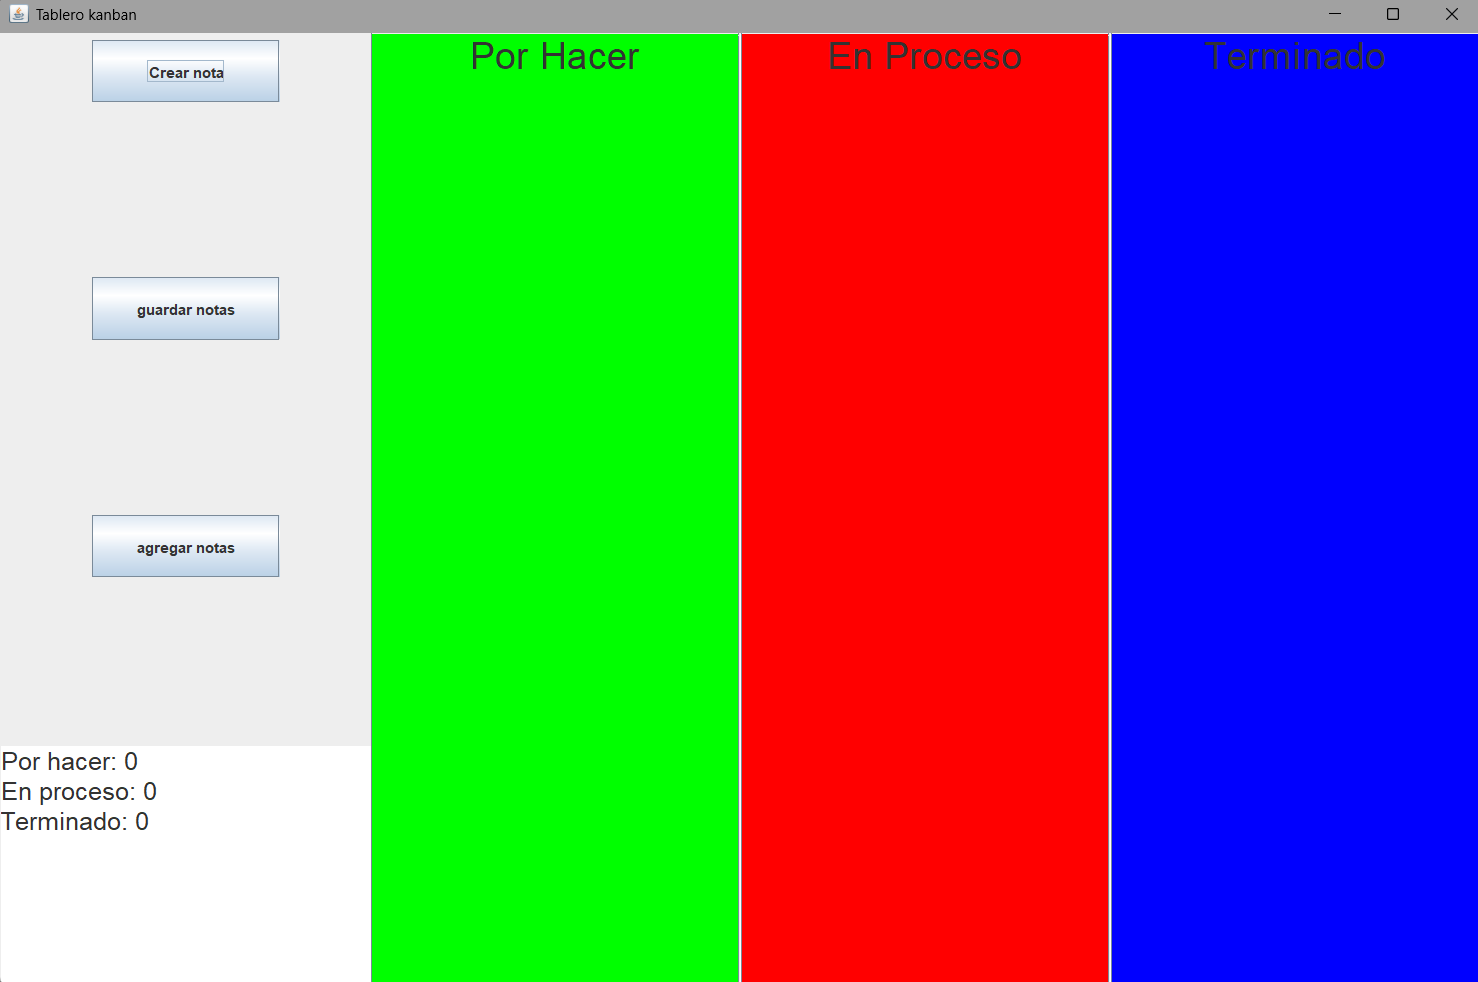 Tablero kanban
Crear nota
guardar notas
agregar notas
Por hacer: 0
En proceso: 0
Terminado: 0
Por Hacer
En Proceso
Terminado